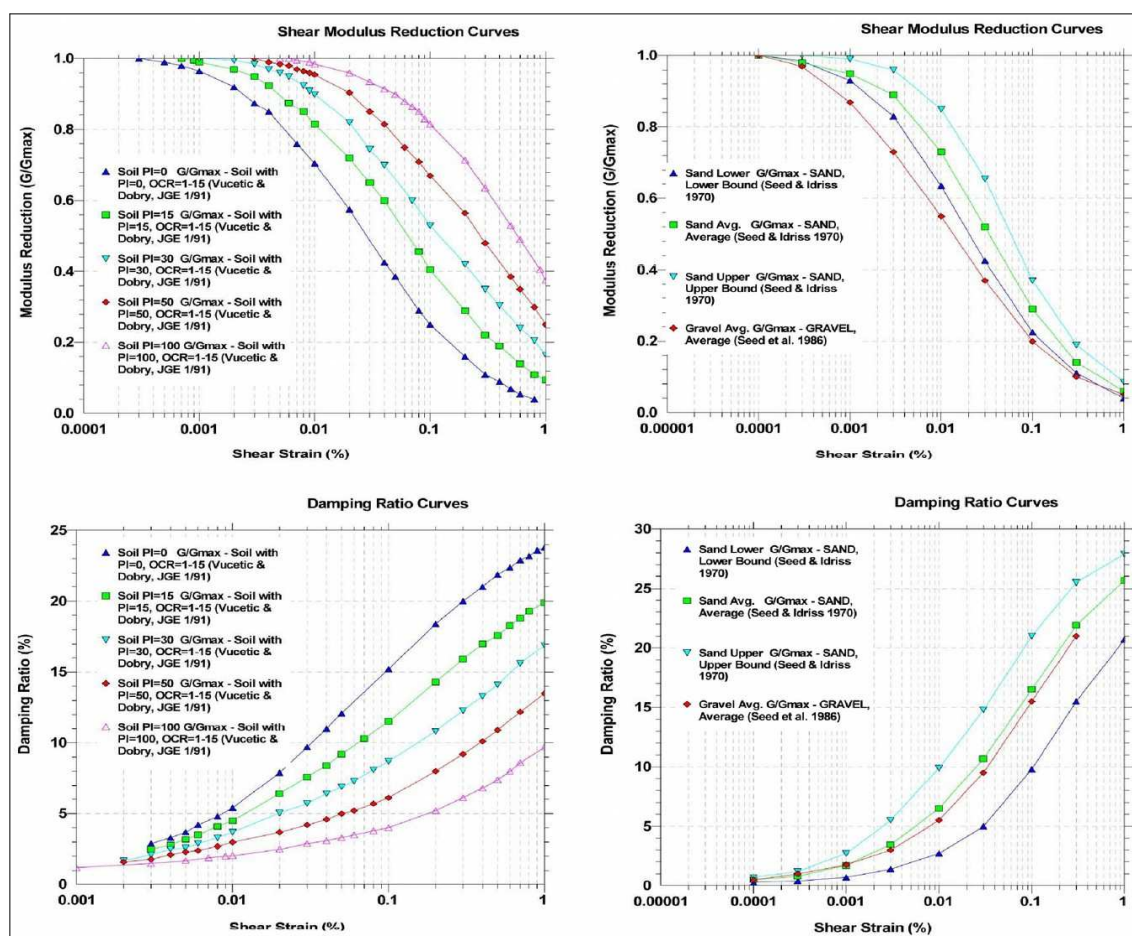 Shear Modulus Reduction Curves
Modulus Reduction (G/Gmax)
1.0
0.8
0.6
0.4
0.2
0.0
Soil PI=0 G/Gmax - Soil with
PI=0, OCR=1-15 (Vucetic &
Dobry, JGE 1/91)
Soil PI=15 G/Gmax - Soil with
PI=15, OCR=1-15 (Vucetic &
Dobry, JGE 1/91)
Soil PI=30 G/Gmax - Soil with
PI=30, OCR=1-15 (Vucetic &
Dobry, JGE 1/91)
Soil PI=50 G/Gmax - Soil with
PI=50, OCR=1-15 (Vucetic &
Dobry, JGE 1/91)
Soil PI=100 G/Gmax - Soil with
PI=100, OCR=1-15 (Vucetic &
Dobry, JGE 1/91)
0.0001 0.001 0.01 0.1 1
Shear Strain (%)
Shear Modulus Reduction Curves
Modulus Reduction (G/Gmax)
1.0
0.8
0.6
0.4
0.2
0.0
Sand Lower G/Gmax - SAND,
Lower Bound (Seed & Idriss
1970)
Sand Avg. G/Gmax - SAND,
Average (Seed & Idriss 1970)
Sand Upper G/Gmax - SAND,
Upper Bound (Seed & Idriss
1970)
Gravel Avg. G/Gmax - GRAVEL,
Average (Seed et al. 1986)
0.00001 0.0001 0.001 0.01 0.1 1
Shear Strain (%)
Damping Ratio Curves
Damping Ratio (%)
25
20
15
10
5
0
Soil PI=0 G/Gmax - Soil with
PI=0, OCR=1-15 (Vucetic &
Dobry, JGE 1/91)
Soil PI=15 G/Gmax - Soil with
PI=15, OCR=1-15 (Vucetic &
Dobry, JGE 1/91)
Soil PI=30 G/Gmax - Soil with
PI=30, OCR=1-15 (Vucetic &
Dobry, JGE 1/91)
Soil PI=50 G/Gmax - Soil with
PI=50, OCR=1-15 (Vucetic &
Dobry, JGE 1/91)
Soil PI=100 G/Gmax - Soil with
PI=100, OCR=1-15 (Vucetic &
Dobry, JGE 1/91)
0.001 0.01 0.1 1
Shear Strain (%)
Damping Ratio Curves
Damping Ratio (%)
30
25
20
15
10
5
0
Sand Lower G/Gmax - SAND,
Lower Bound (Seed & Idriss
1970)
Sand Avg. G/Gmax - SAND,
Average (Seed & Idriss 1970)
Sand Upper G/Gmax - SAND,
Upper Bound (Seed & Idriss
1970)
Gravel Avg. G/Gmax - GRAVEL,
Average (Seed et al. 1986)
0.00001 0.0001 0.001 0.01 0.1 1
Shear Strain (%)